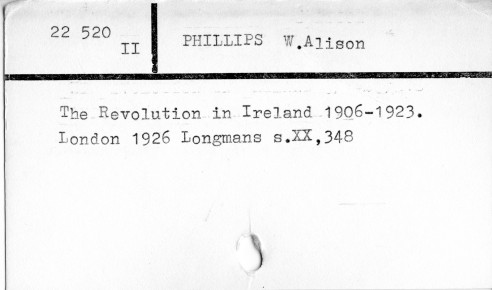 22 520
II
PHILLIPS W.Alison
The Revolution in Ireland 1906-1923.
London 1926 Longmans s.XX,348